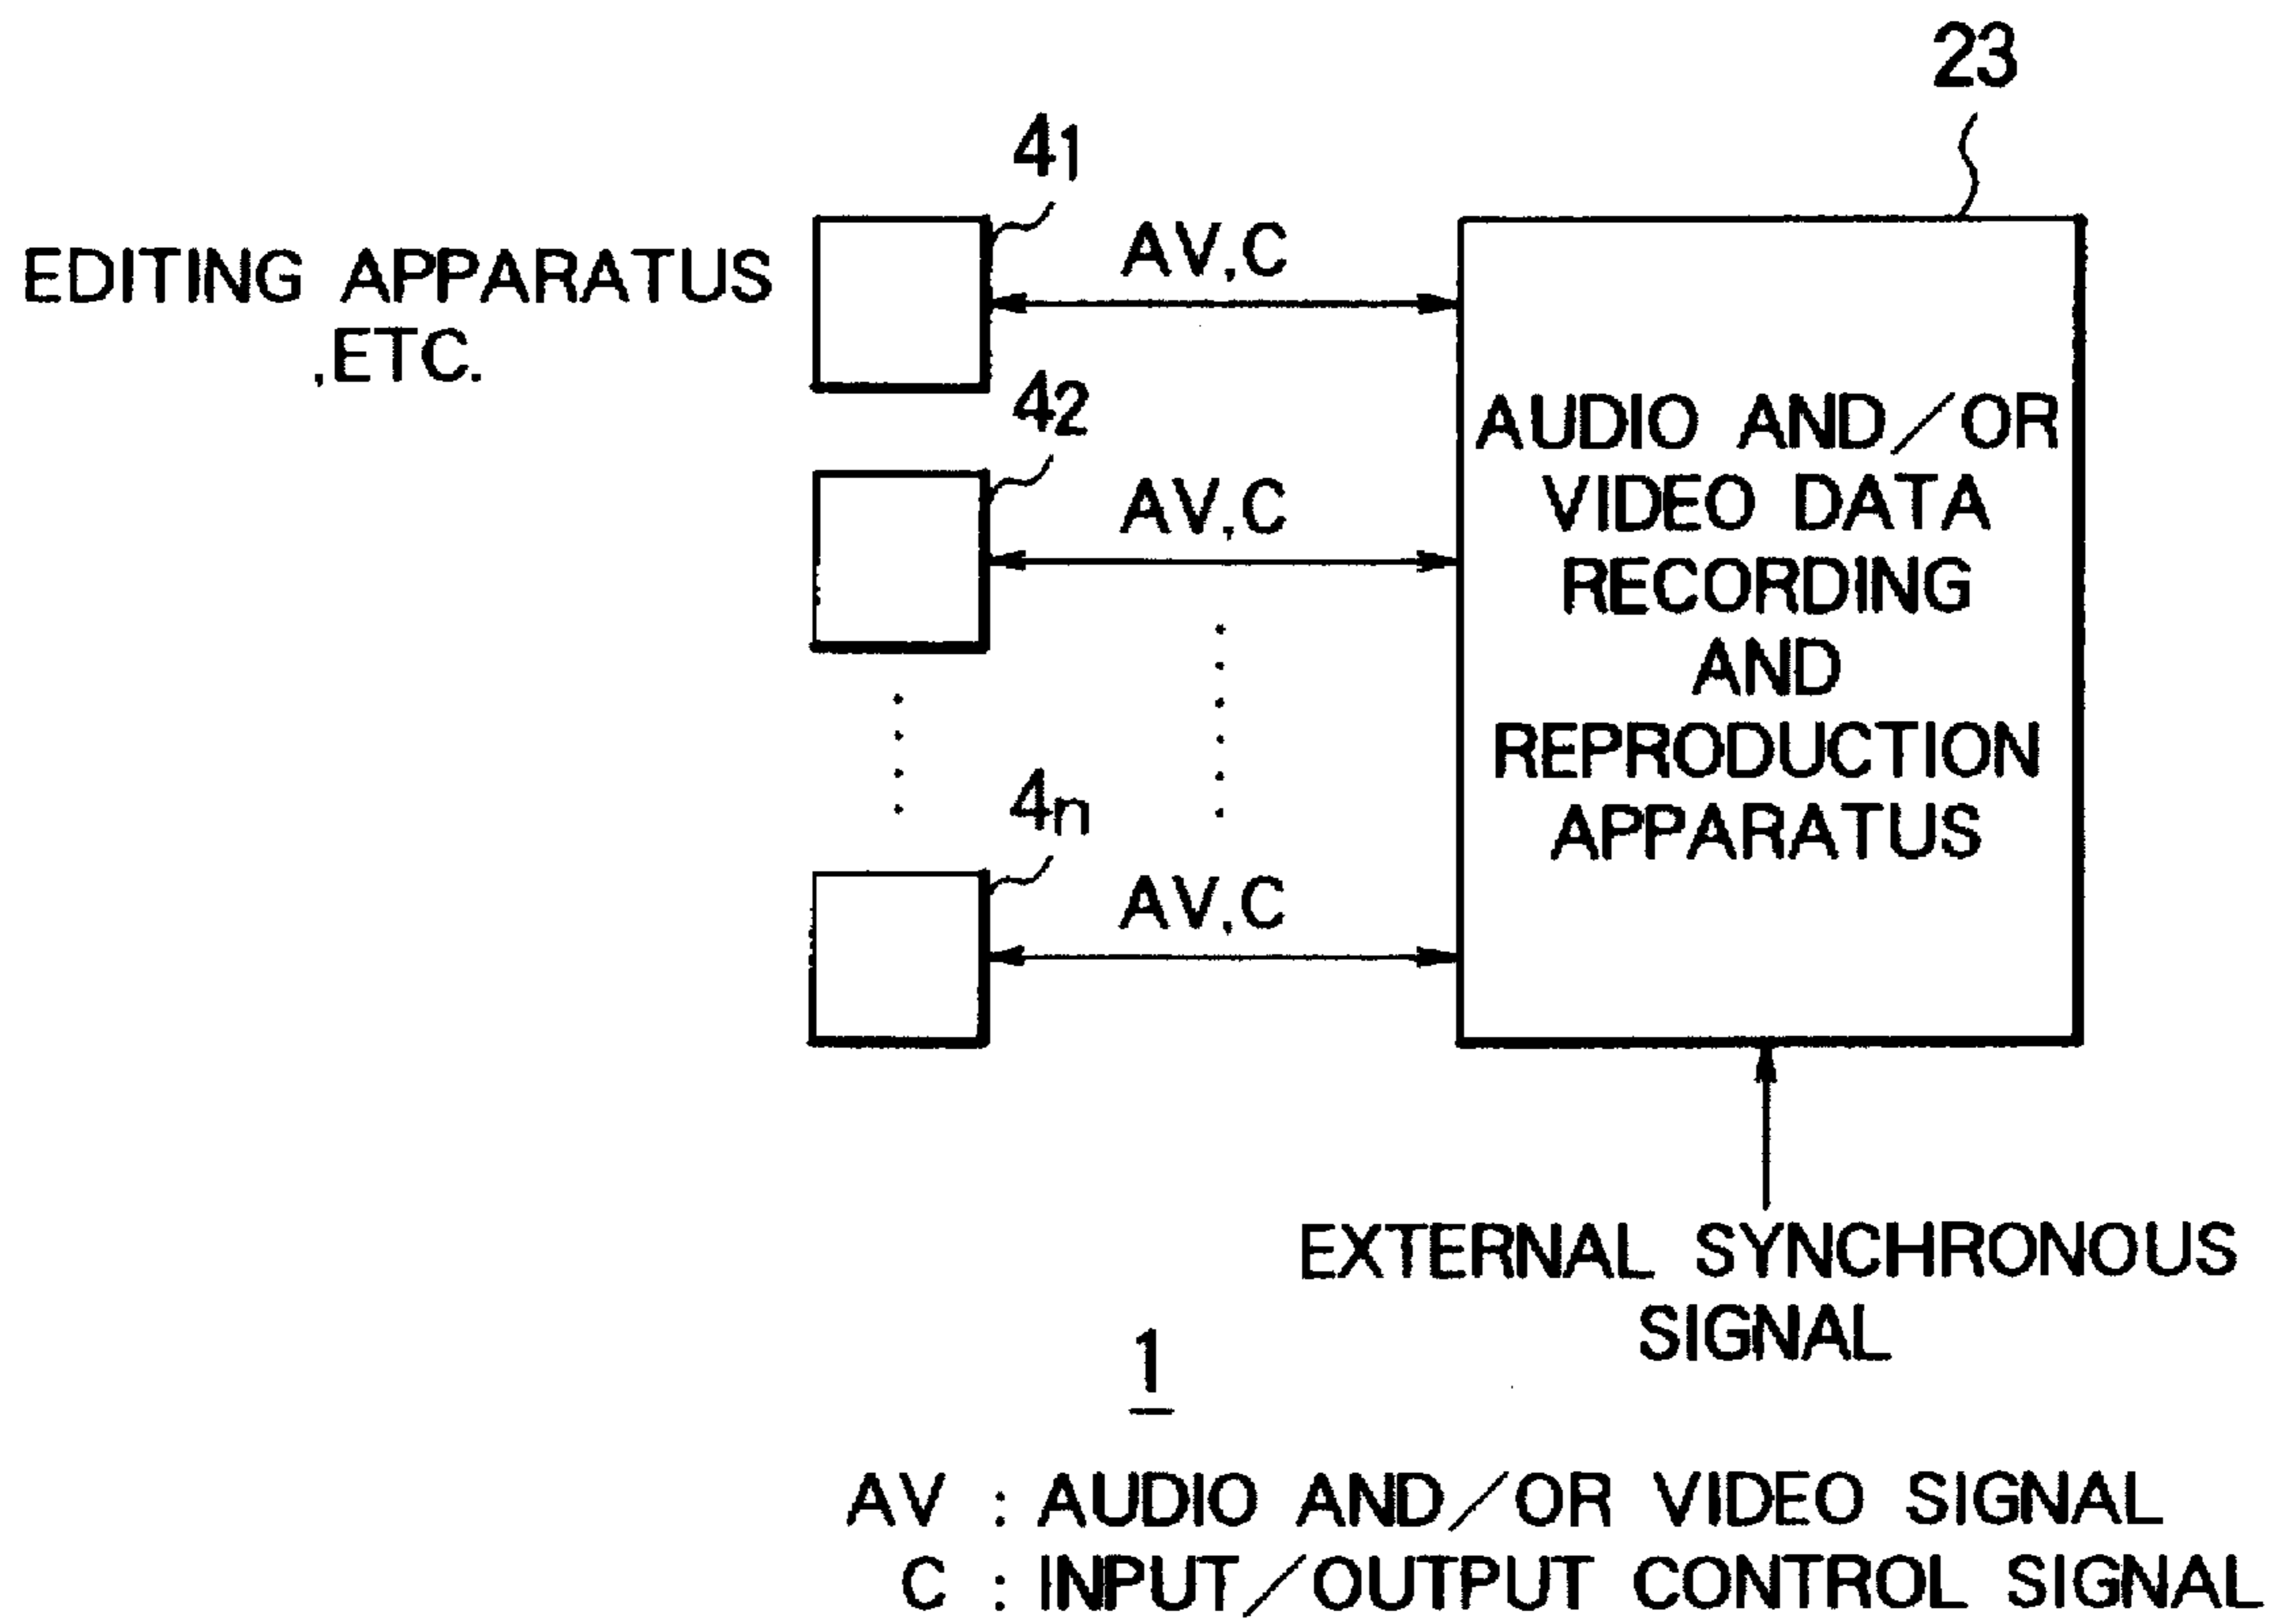 23
41
EDITING APPARATUS
,ETC.
AV,C
42
AV,C
4n
AV,C
AUDIO AND/OR
VIDEO DATA
RECORDING
AND
REPRODUCTION
APPARATUS
EXTERNAL SYNCHRONOUS
SIGNAL
1
AV : AUDIO AND/OR VIDEO SIGNAL
C : INPUT/OUTPUT CONTROL SIGNAL